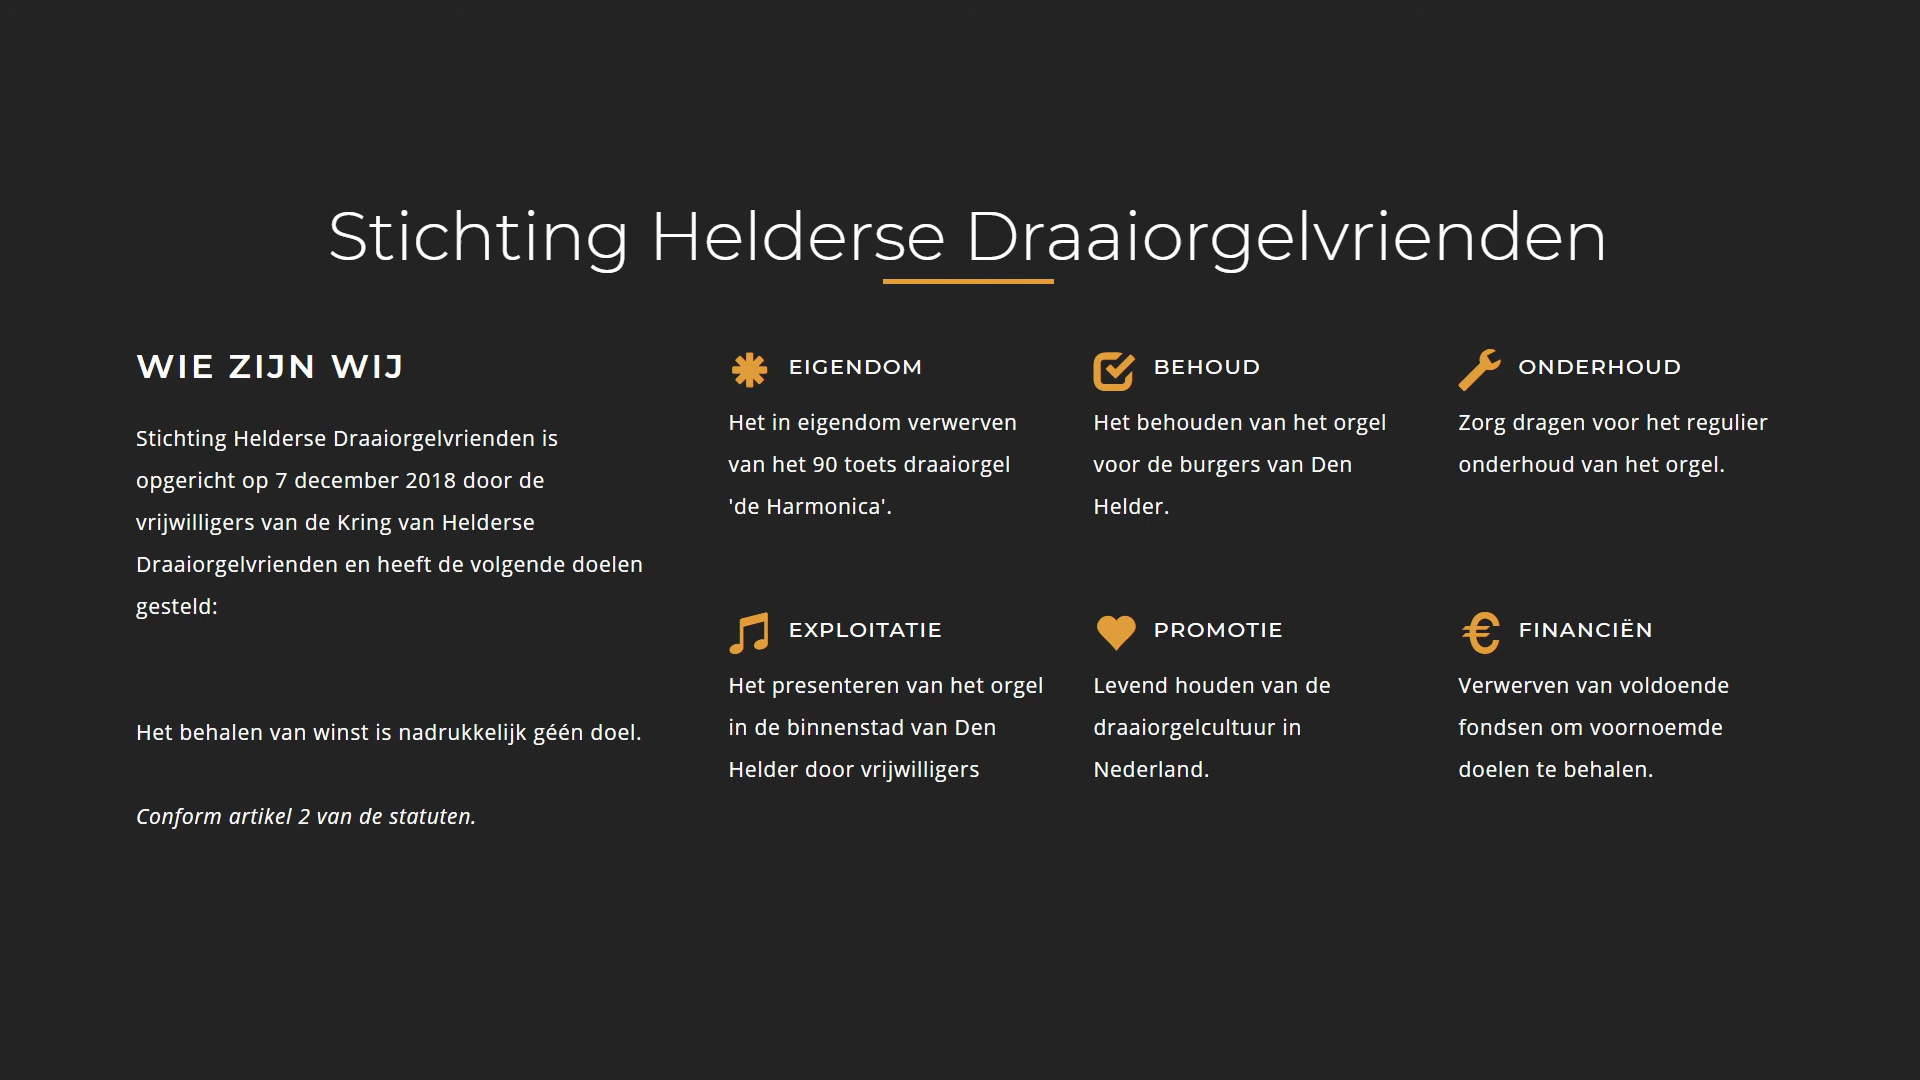 Stichting Helderse Draaiorgelvrienden
WIE ZIJN WIJ
Stichting Helderse Draaiorgelvrienden is
opgericht op 7 december 2018 door de
vrijwilligers van de Kring van Helderse
Draaiorgelvrienden en heeft de volgende doelen
gesteld:
Het behalen van winst is nadrukkelijk géén doel.
Conform artikel 2 van de statuten.
EIGENDOM
Het in eigendom verwerven
van het 90 toets draaiorgel
'de Harmonica'.
BEHOUD
Het behouden van het orgel
voor de burgers van Den
Helder.
ONDERHOUD
Zorg dragen voor het regulier
onderhoud van het orgel.
EXPLOITATIE
Het presenteren van het orgel
in de binnenstad van Den
Helder door vrijwilligers
PROMOTIE
Levend houden van de
draaiorgelcultuur in
Nederland.
FINANCIËN
Verwerven van voldoende
fondsen om voornoemde
doelen te behalen.